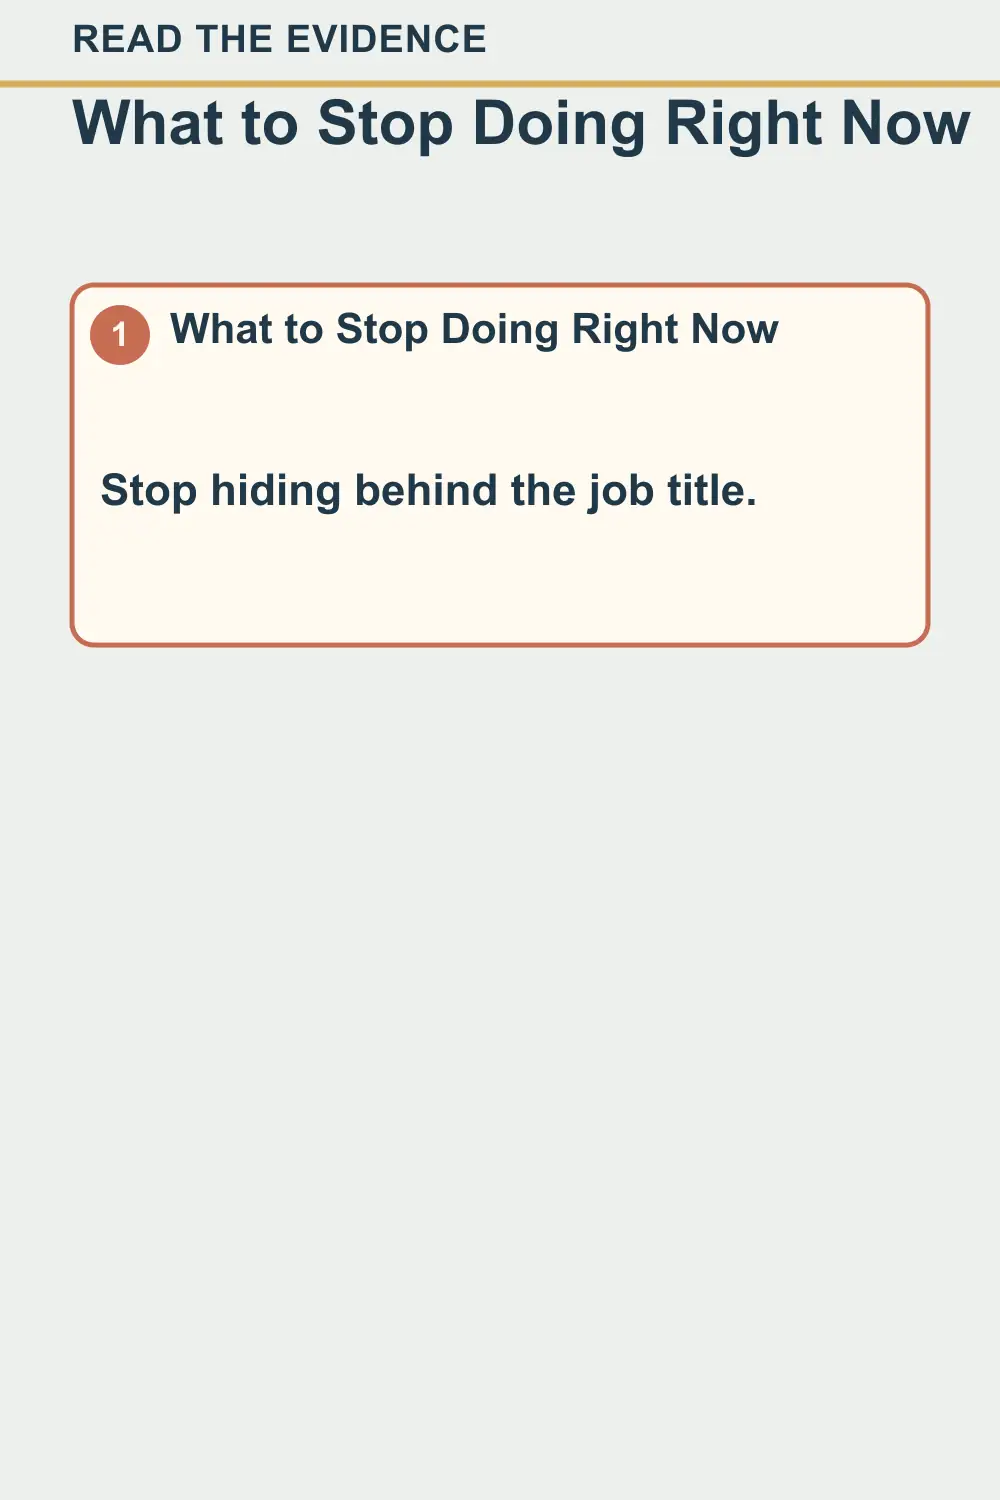 READ THE EVIDENCE
What to Stop Doing Right Now
1 What to Stop Doing Right Now
Stop hiding behind the job title.